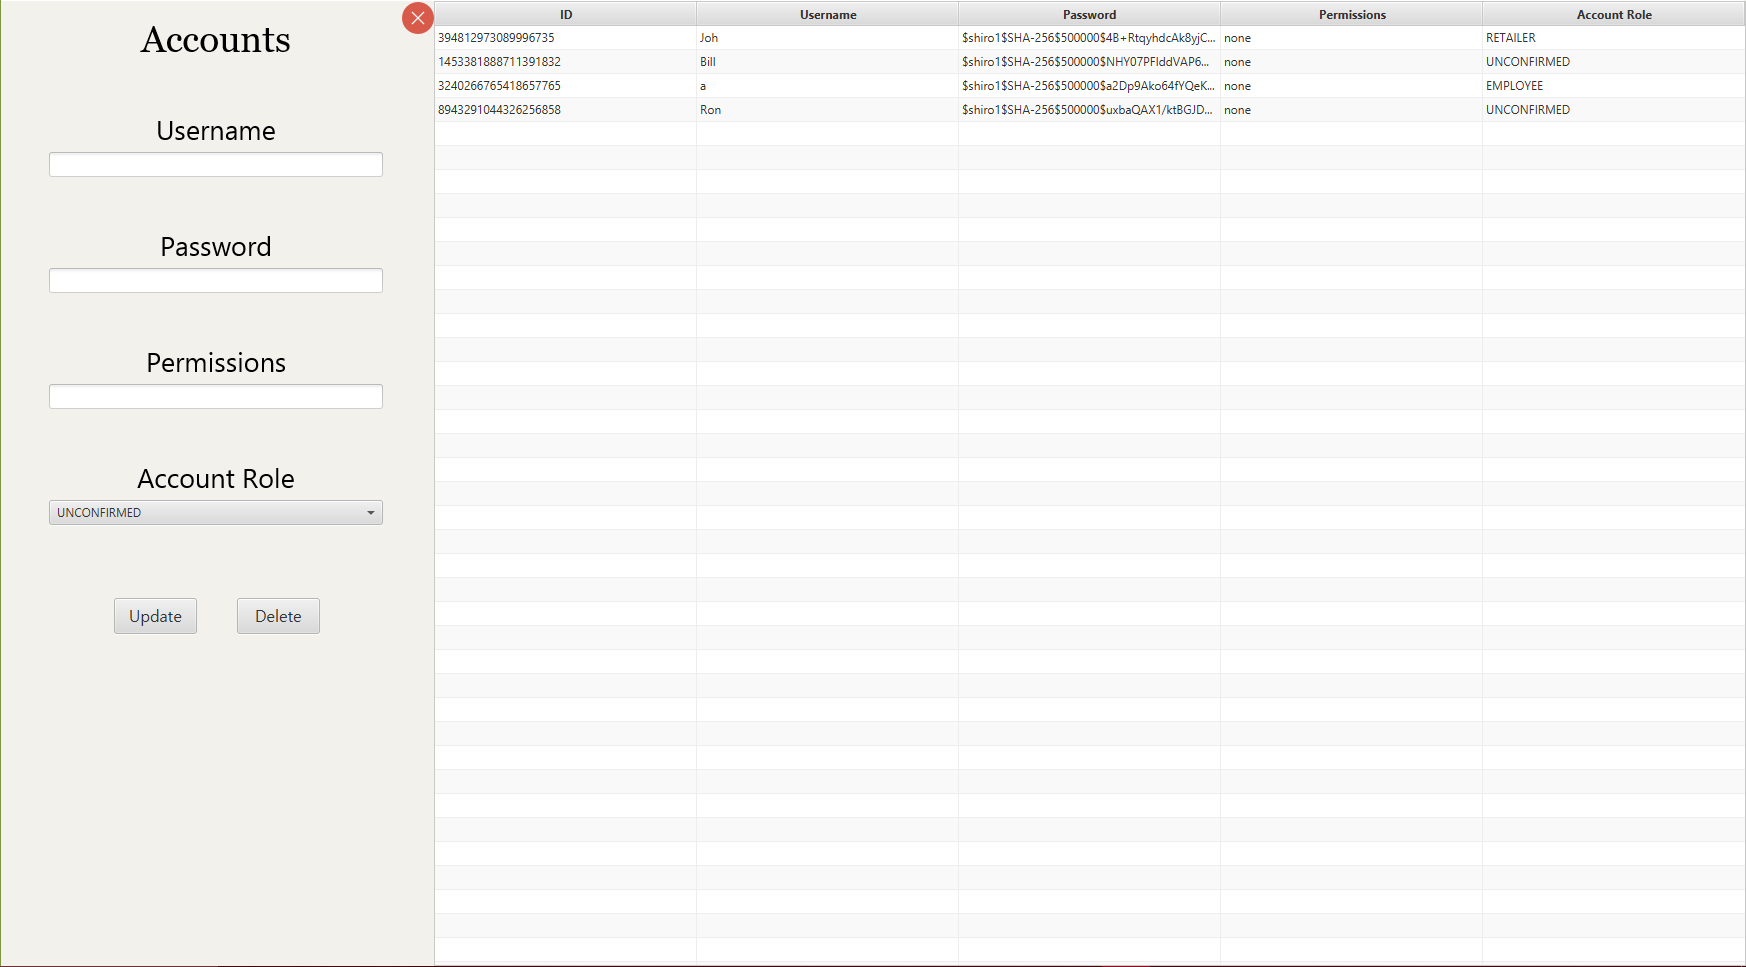 Accounts
Username
Password
Permissions
Account Role
UNCONFIRMED
Update Delete
ID Username Password Permissions Account Role
394812973089996735 Joh $shiro1$SHA-256$500000$4B+RtqyhdcAk8yjC... none RETAILER
1453381888711391832 Bill $shiro1$SHA-256$500000$NHY07PFlddVAP6... none UNCONFIRMED
3240266765418657765 a $shiro1$SHA-256$500000$a2Dp9Ako64fYQeK... none EMPLOYEE
8943291044326256858 Ron $shiro1$SHA-256$500000$uxbaQAX1/ktBGJD... none UNCONFIRMED